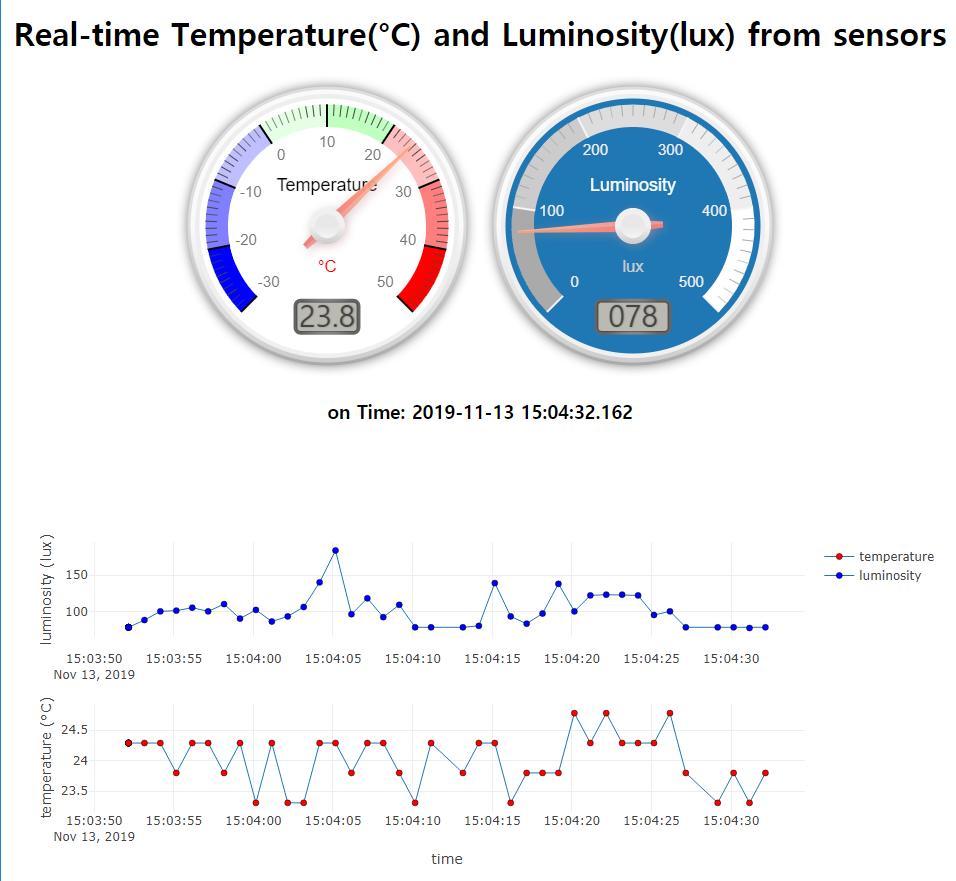 Real-time Temperature(°C) and Luminosity(lux) from sensors
-30 -20 -10 0 10 20 30 40 50
Temperature
°C
23.8
0 100 200 300 400 500
Luminosity
lux
078
on Time: 2019-11-13 15:04:32.162
luminosity (lux)
150
100
15:03:50 15:03:55 15:04:00 15:04:05 15:04:10 15:04:15 15:04:20 15:04:25 15:04:30
Nov 13, 2019
temperature
luminosity
temperature (°C)
24.5
24
23.5
15:03:50 15:03:55 15:04:00 15:04:05 15:04:10 15:04:15 15:04:20 15:04:25 15:04:30
Nov 13, 2019
time